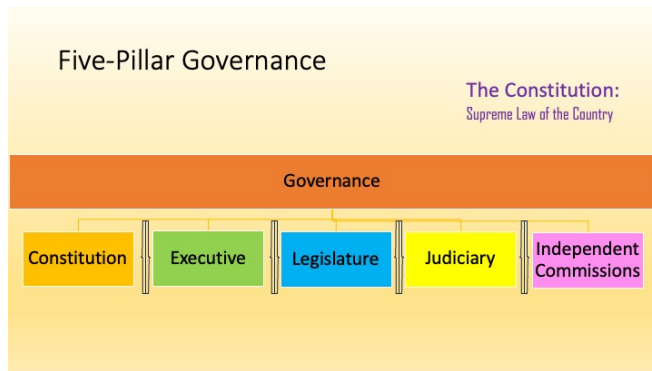 Five-Pillar Governance
The Constitution:
Supreme Law of the Country
Governance
Constitution
Executive
Legislature
Judiciary
Independent
Commissions